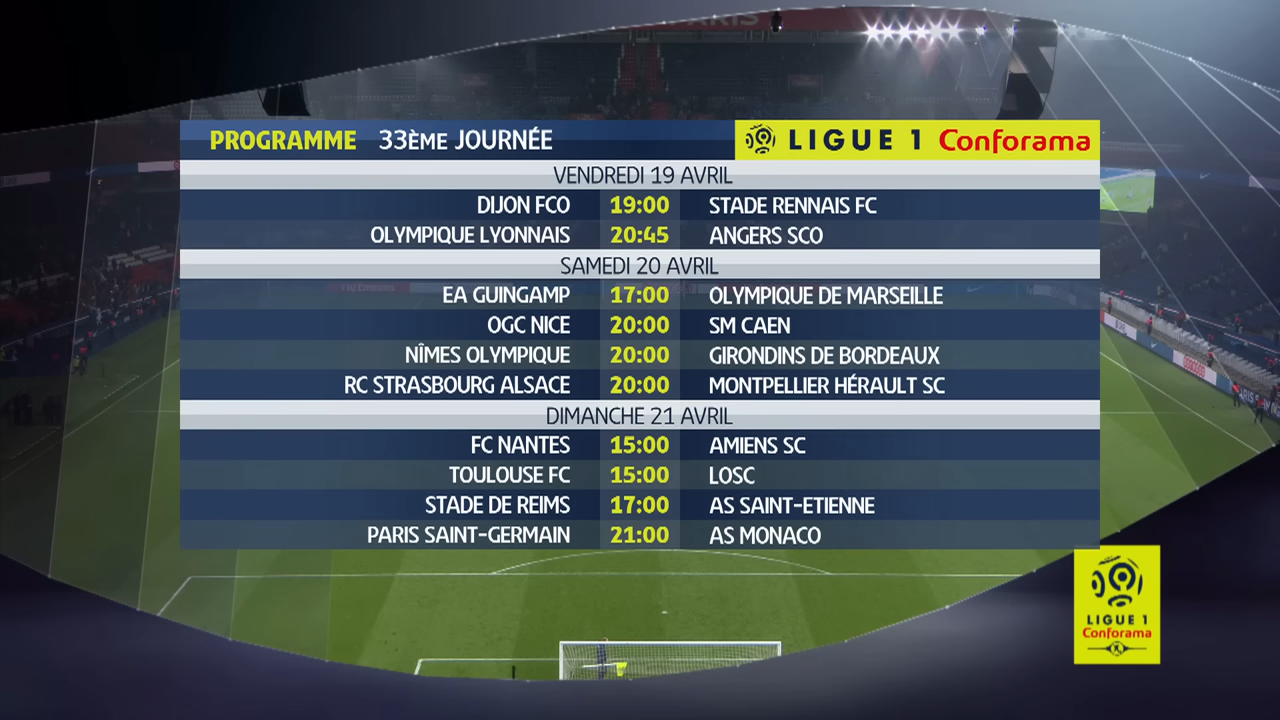 PARIS
PROGRAMME 33ÈME JOURNÉE LIGUE 1 Conforama
VENDREDI 19 AVRIL
DIJON FCO 19:00 STADE RENNAIS FC
OLYMPIQUE LYONNAIS 20:45 ANGERS SCO
SAMEDI 20 AVRIL
EA GUINGAMP 17:00 OLYMPIQUE DE MARSEILLE
OGC NICE 20:00 SM CAEN
NÎMES OLYMPIQUE 20:00 GIRONDINS DE BORDEAUX
RC STRASBOURG ALSACE 20:00 MONTPELLIER HÉRAULT SC
DIMANCHE 21 AVRIL
FC NANTES 15:00 AMIENS SC
TOULOUSE FC 15:00 LOSC
STADE DE REIMS 17:00 AS SAINT-ETIENNE
PARIS SAINT-GERMAIN 21:00 AS MONACO
LIGUE 1
Conforama